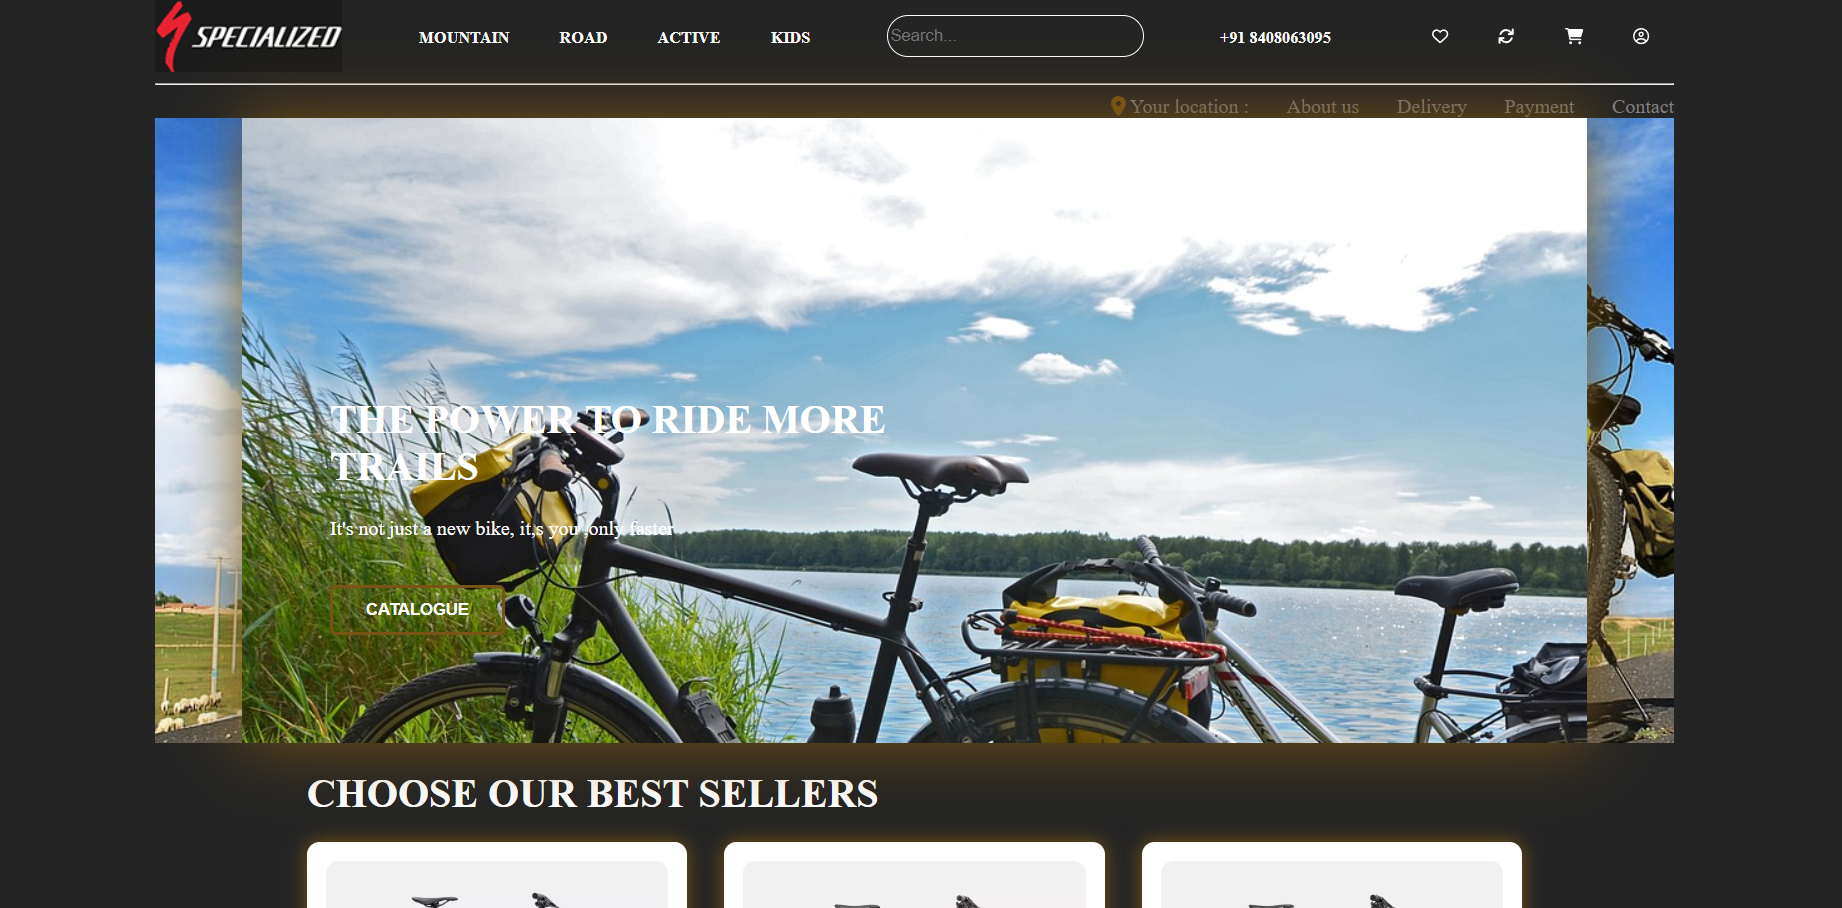 SPECIALIZED
MOUNTAIN ROAD ACTIVE KIDS
Search...
+91 8408063095
Your location : About us Delivery Payment Contact
THE POWER TO RIDE MORE
TRAILS
It's not just a new bike, it,s you ,only faster
CATALOGUE
CHOOSE OUR BEST SELLERS